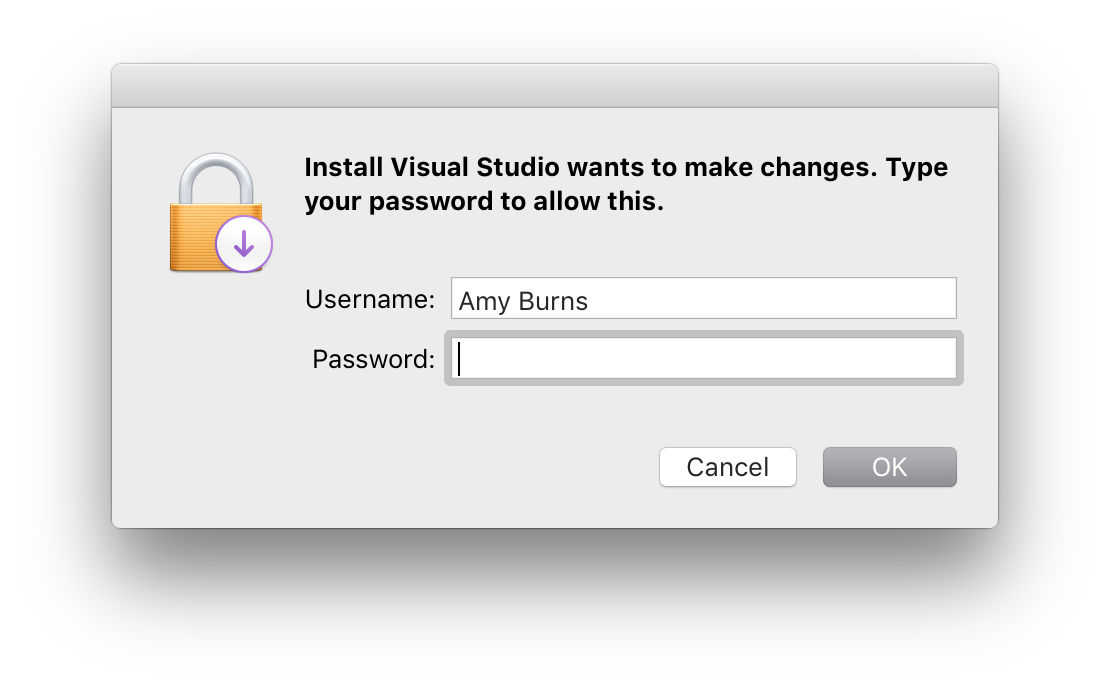 Install Visual Studio wants to make changes. Type
your password to allow this.
Username: Amy Burns
Password:
Cancel OK